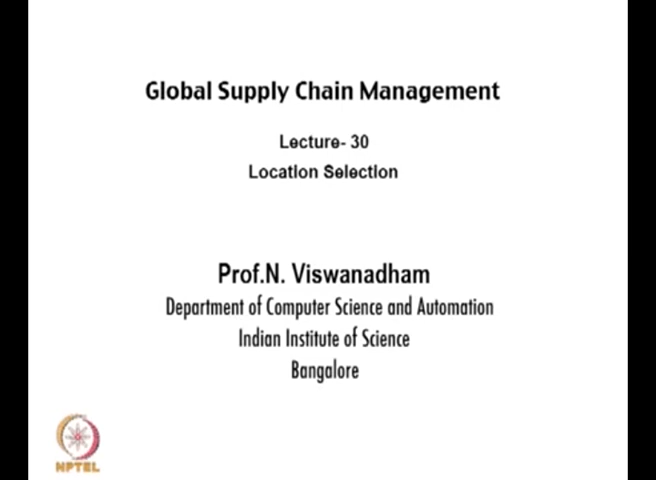 Global Supply Chain Management
Lecture- 30
Location Selection
Prof.N. Viswanadham
Department of Computer Science and Automation
Indian Institute of Science
Bangalore
NPTEL